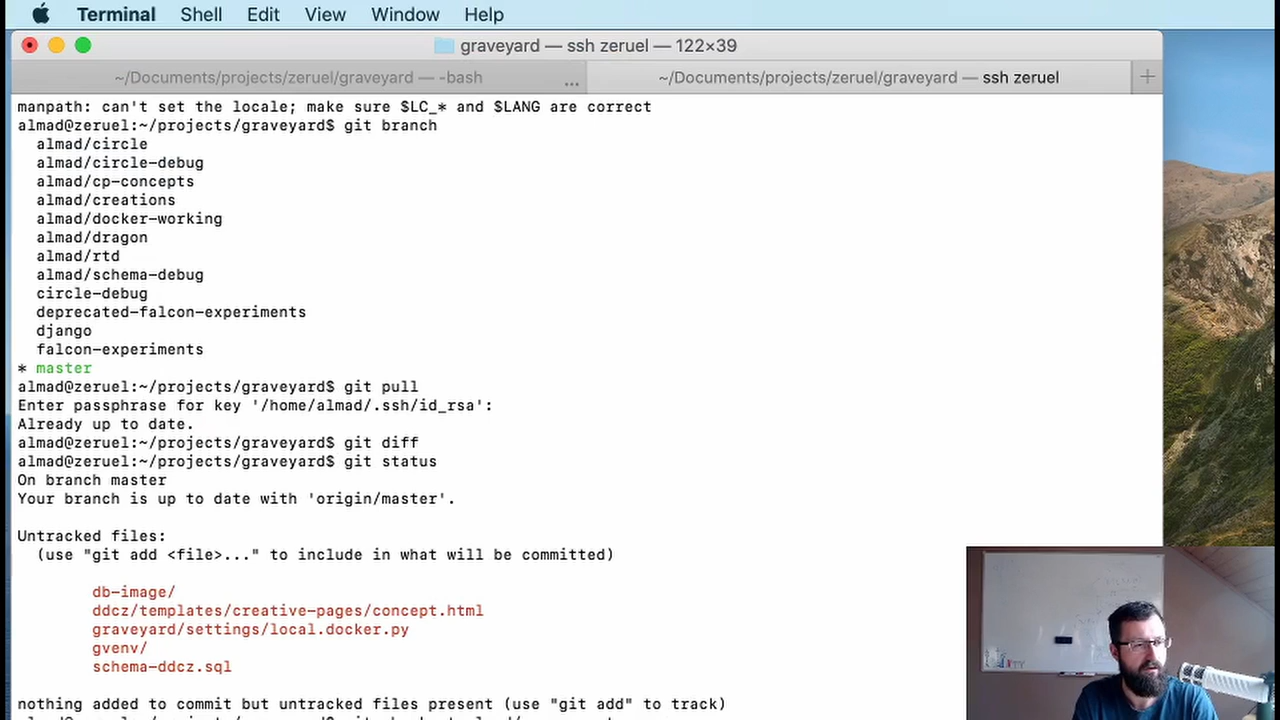 Terminal Shell Edit View Window Help
graveyard — ssh zeruel — 122×39
~/Documents/projects/zeruel/graveyard — -bash ... ~/Documents/projects/zeruel/graveyard — ssh zeruel +
manpath: can't set the locale; make sure $LC_* and $LANG are correct
almad@zeruel:~/projects/graveyard$ git branch
  almad/circle
  almad/circle-debug
  almad/cp-concepts
  almad/creations
  almad/docker-working
  almad/dragon
  almad/rtd
  almad/schema-debug
  circle-debug
  deprecated-falcon-experiments
  django
  falcon-experiments
* master
almad@zeruel:~/projects/graveyard$ git pull
Enter passphrase for key '/home/almad/.ssh/id_rsa':
Already up to date.
almad@zeruel:~/projects/graveyard$ git diff
almad@zeruel:~/projects/graveyard$ git status
On branch master
Your branch is up to date with 'origin/master'.
Untracked files:
  (use "git add <file>..." to include in what will be committed)
        db-image/
        ddcz/templates/creative-pages/concept.html
        graveyard/settings/local.docker.py
        gvenv/
        schema-ddcz.sql
nothing added to commit but untracked files present (use "git add" to track)